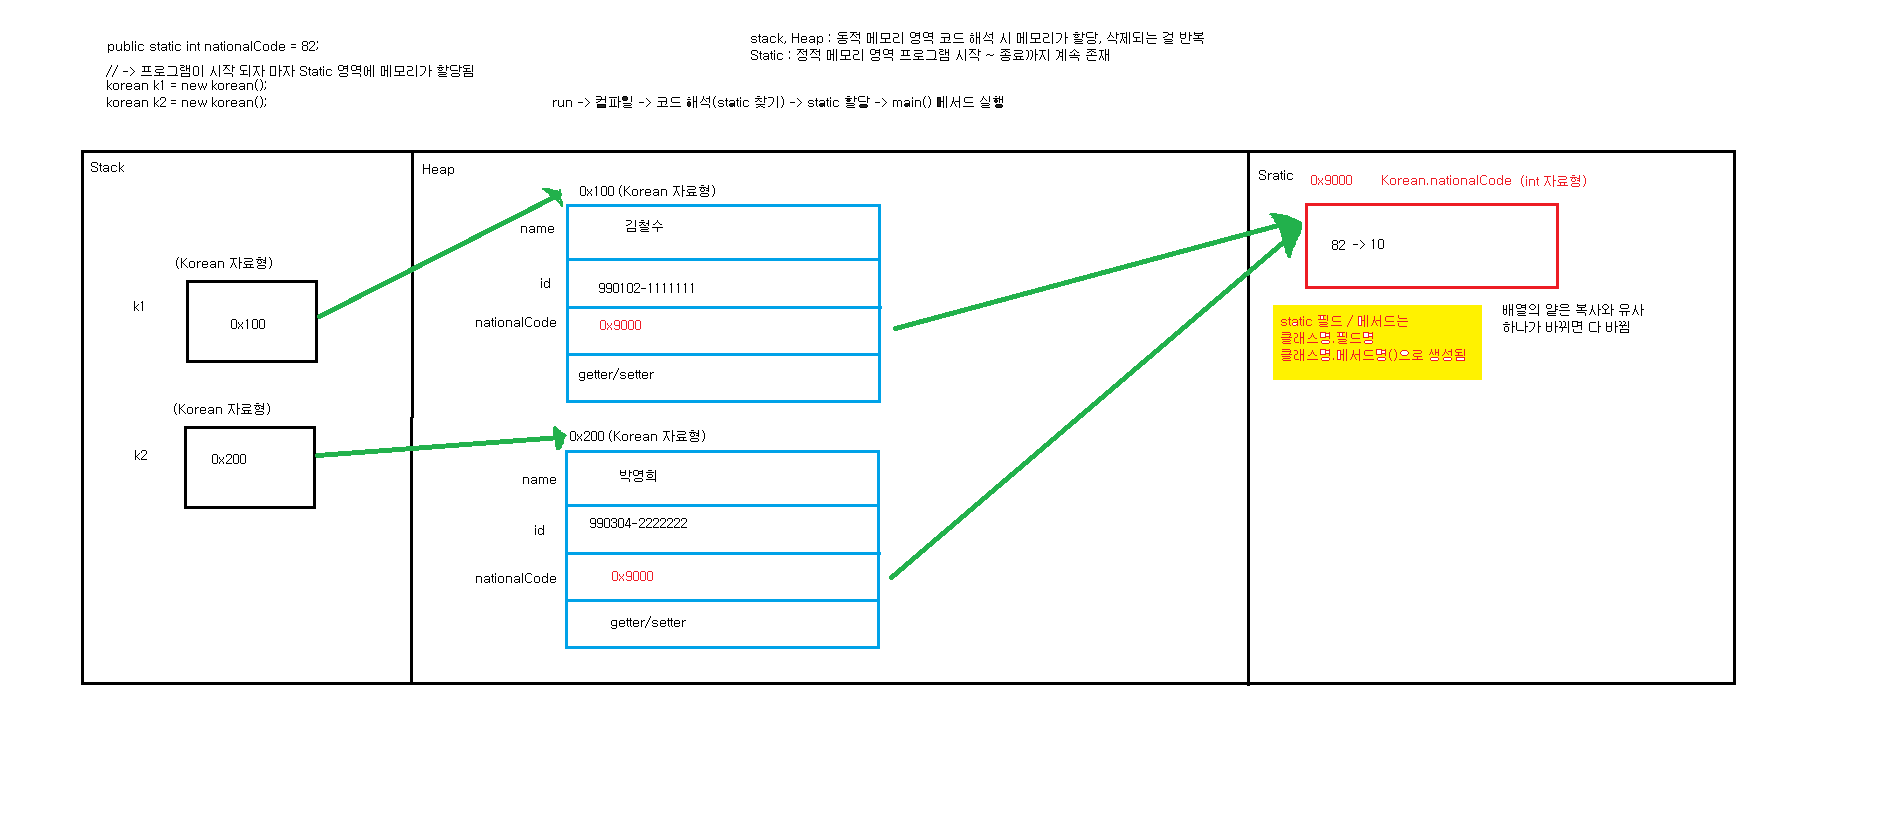 public static int nationalCode = 82;
// -> 프로그램이 시작 되자 마자 Static 영역에 메모리가 할당됨
korean k1 = new korean();
korean k2 = new korean();
stack, Heap : 동적 메모리 영역 코드 해석 시 메모리가 할당, 삭제되는 걸 반복
Static : 정적 메모리 영역 프로그램 시작 ~ 종료까지 계속 존재
run -> 컴파일 -> 코드 해석(static 찾기) -> static 할당 -> main() 메서드 실행
Stack
(Korean 자료형)
k1
0x100
(Korean 자료형)
k2
0x200
Heap
0x100 (Korean 자료형)
name
김철수
id
990102-1111111
nationalCode
0x9000
getter/setter
0x200 (Korean 자료형)
name
박영희
id
990304-2222222
nationalCode
0x9000
getter/setter
Sratic
0x9000
Korean.nationalCode (int 자료형)
82 -> 10
static 필드 / 메서드는
클래스명.필드명
클래스명.메서드명()으로 생성됨
배열의 얕은 복사와 유사
하나가 바뀌면 다 바뀜